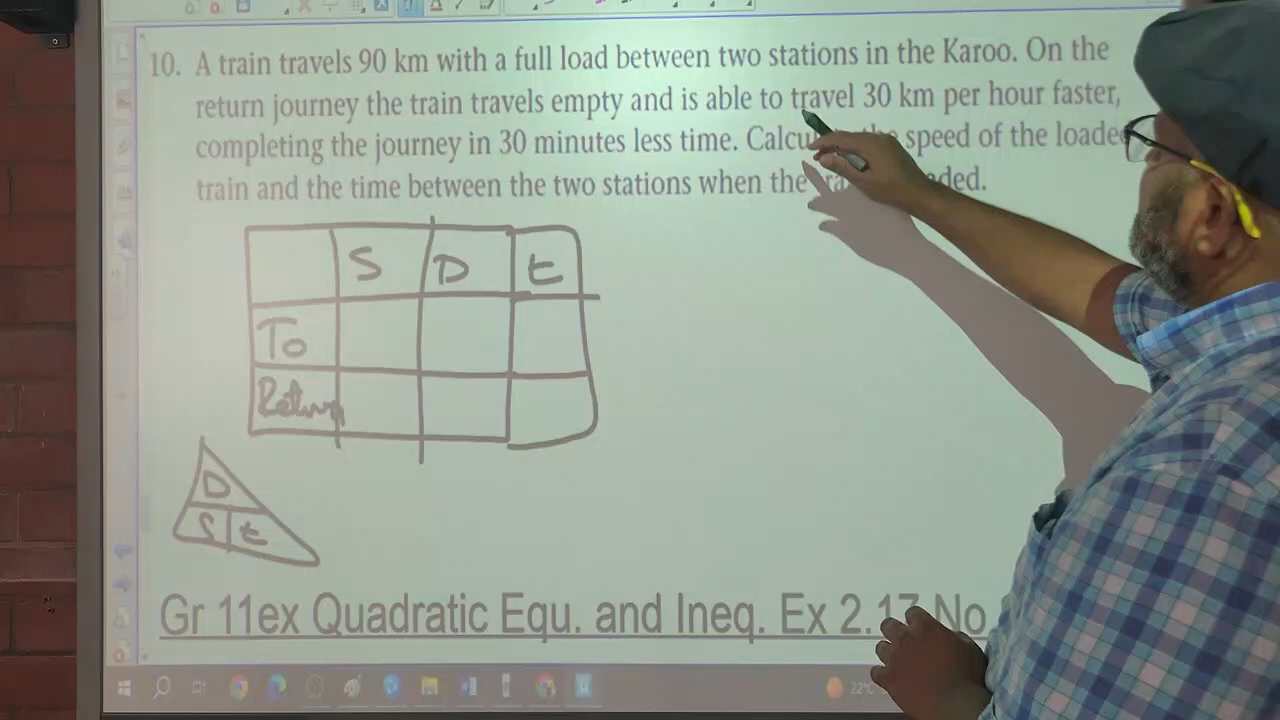 10. A train travels 90 km with a full load between two stations in the Karoo. On the
return journey the train travels empty and is able to travel 30 km per hour faster,
completing the journey in 30 minutes less time. Calcu the speed of the loade
train and the time between the two stations when the ded.
S D t
To
Return
D
S t
Gr 11ex Quadratic Equ. and Ineq. Ex 2.17 No
22°